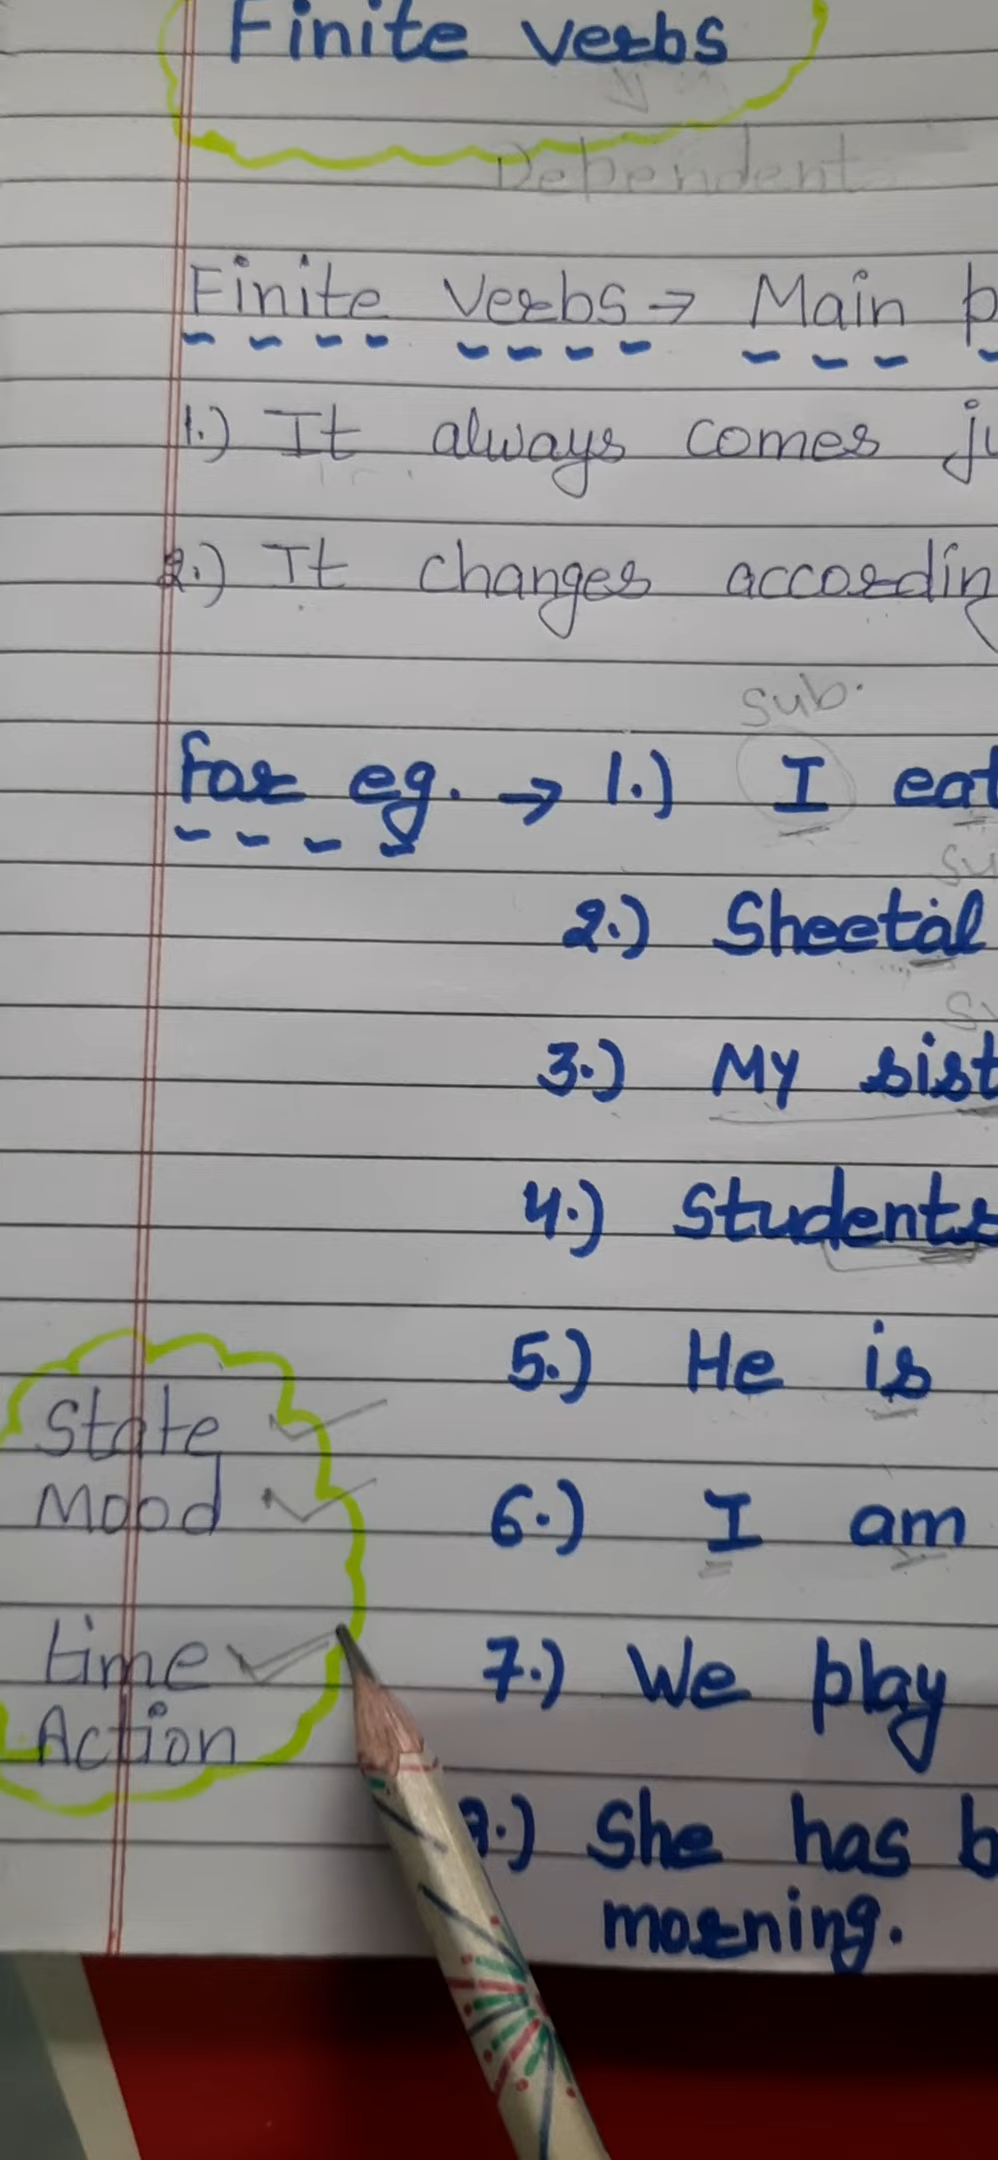 Finite verbs
Dependent
Finite Verbs → Main
1.) It always comes
2.) It changes
sub.
For eg. → 1.) I eat
2.) Sheetal
3.) My
4.) Students
5.) He is
State
Mood
6.) I am
time
7.) We play
Action
She has
morning.